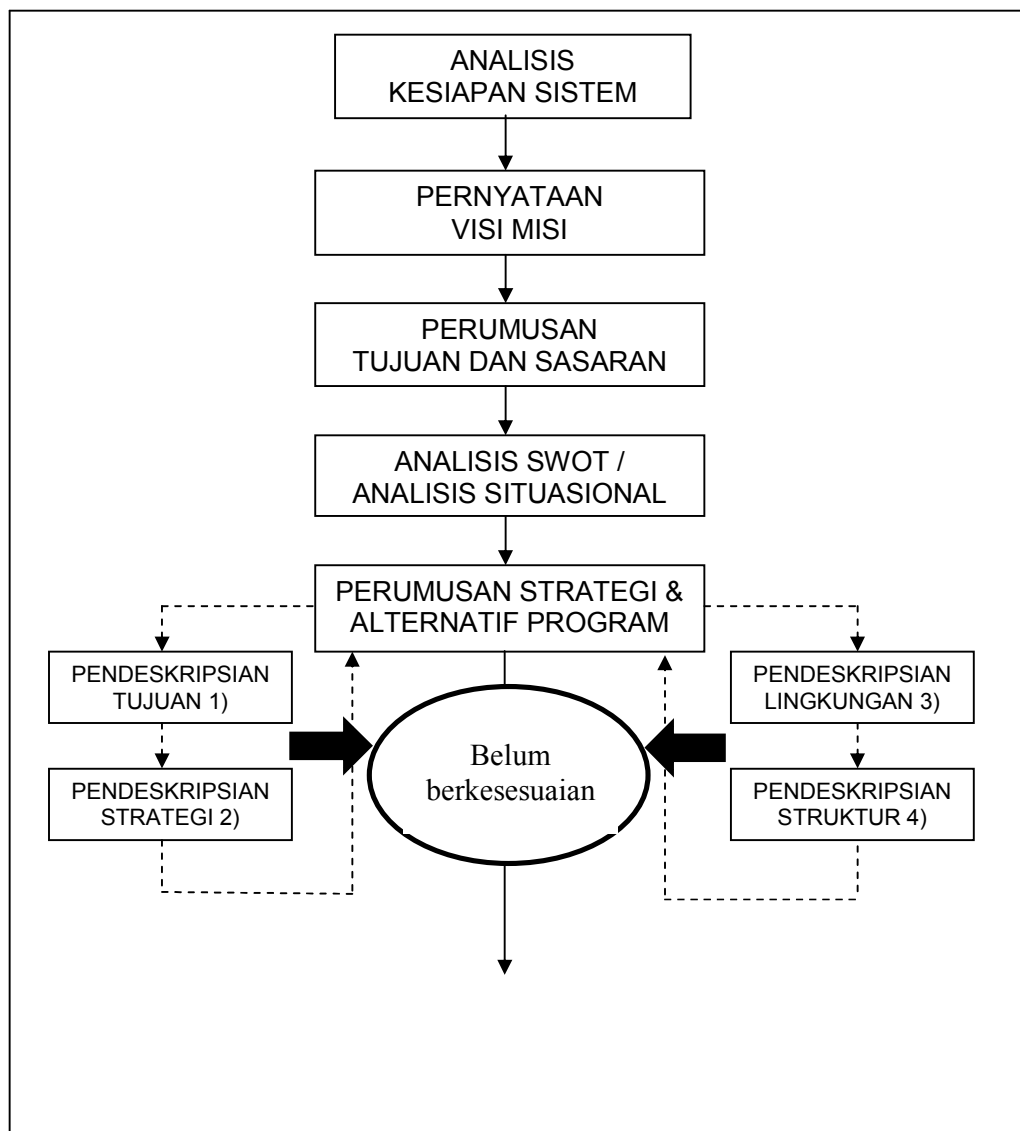 ANALISIS
KESIAPAN SISTEM
PERNYATAAN
VISI MISI
PERUMUSAN
TUJUAN DAN SASARAN
ANALISIS SWOT /
ANALISIS SITUASIONAL
PERUMUSAN STRATEGI &
ALTERNATIF PROGRAM
PENDESKRIPSIAN
TUJUAN 1)
PENDESKRIPSIAN
STRATEGI 2)
Belum
berkesesuaian
PENDESKRIPSIAN
LINGKUNGAN 3)
PENDESKRIPSIAN
STRUKTUR 4)